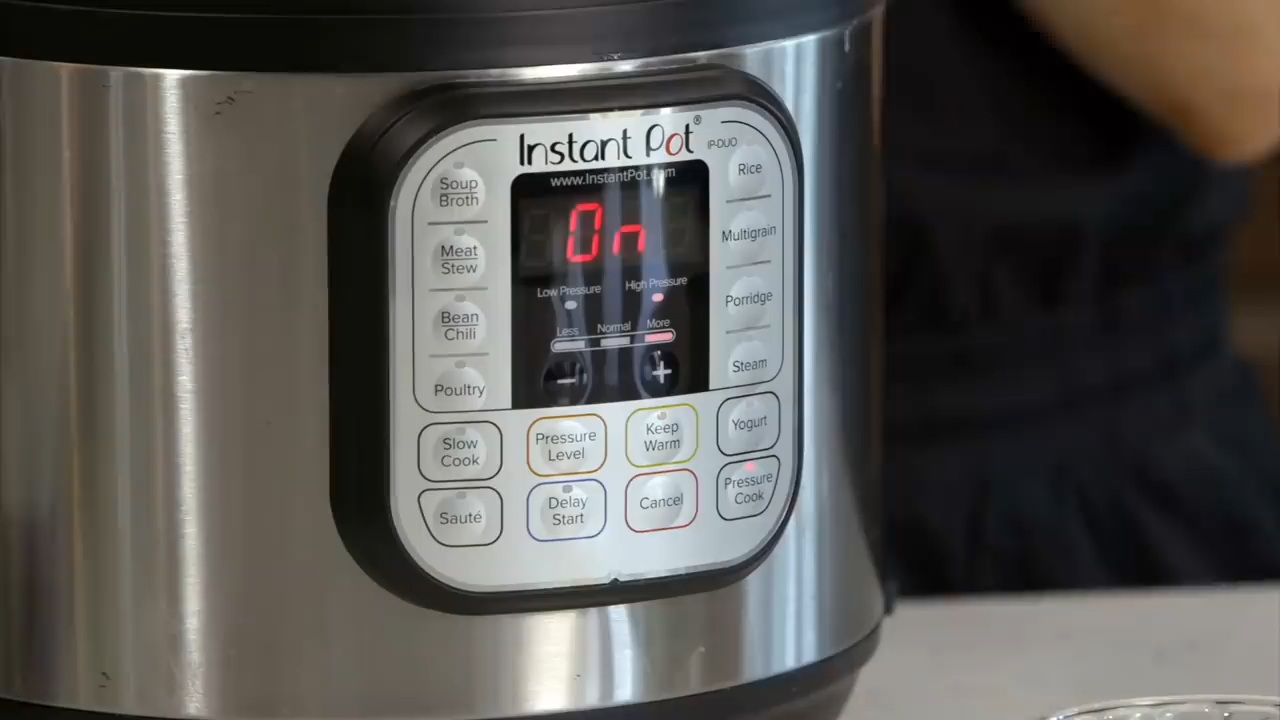 Instant Pot®
IP-DUO
www.InstantPot.com
On
Low Pressure
High Pressure
Less
Normal
More
−
+
Soup
Broth
Meat
Stew
Bean
Chili
Poultry
Rice
Multigrain
Porridge
Steam
Slow
Cook
Pressure
Level
Keep
Warm
Yogurt
Sauté
Delay
Start
Cancel
Pressure
Cook